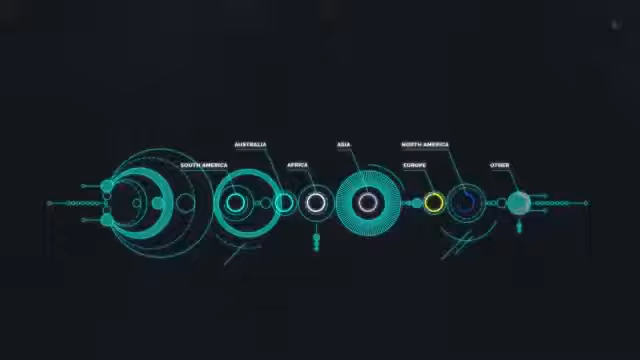 AUSTRALIA
ASIA
NORTH AMERICA
SOUTH AMERICA
AFRICA
EUROPE
OTHER